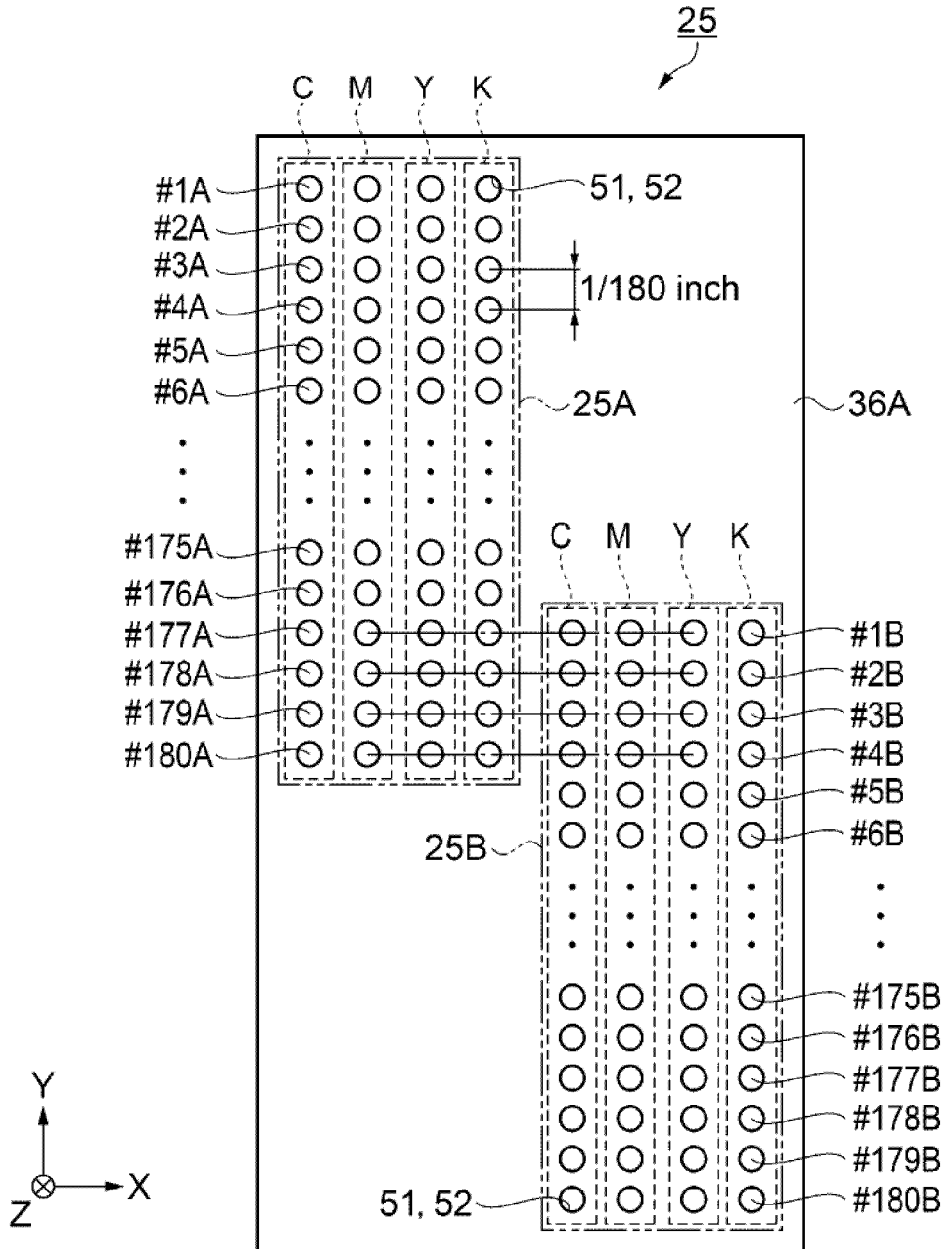 25
C M Y K
#1A
51, 52
#2A
#3A
1/180 inch
#4A
#5A
#6A
25A
36A
C M Y K
#175A
#176A
#177A
#1B
#178A
#2B
#179A
#3B
#180A
#4B
#5B
25B
#6B
#175B
#176B
#177B
#178B
#179B
51, 52
#180B
Y
X
Z